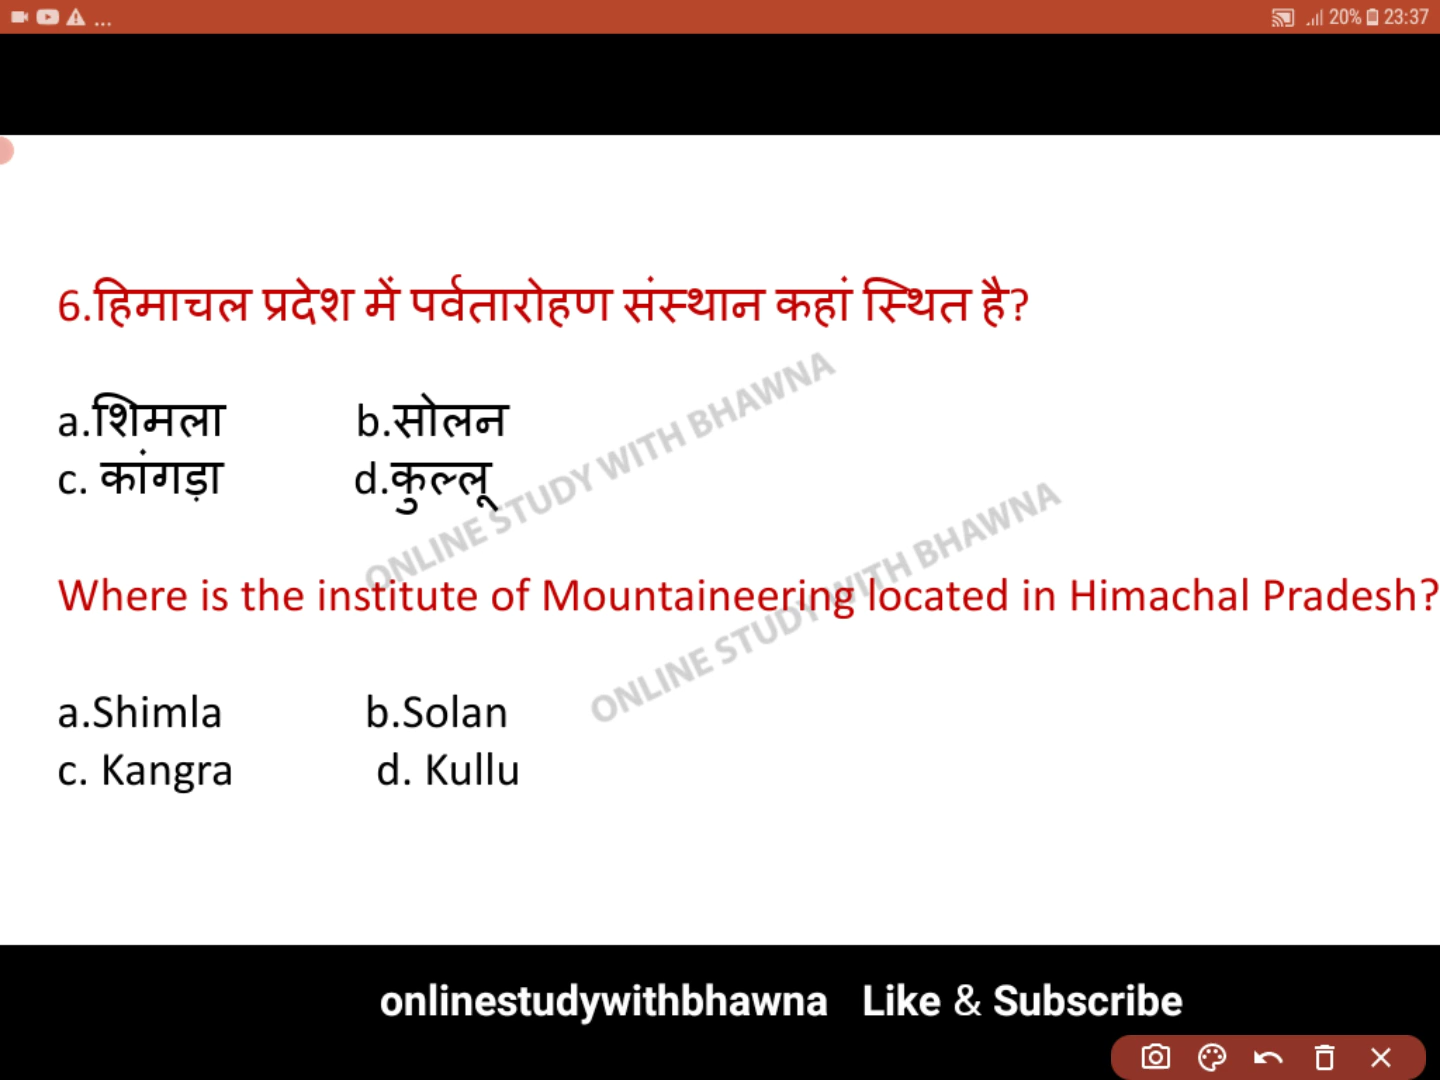 ... 20% 23:37
6.हिमाचल प्रदेश में पर्वतारोहण संस्थान कहां स्थित है?
a.शिमला b.सोलन
c. कांगड़ा d.कुल्लू
ONLINE STUDY WITH BHAWNA
Where is the institute of Mountaineering located in Himachal Pradesh?
ONLINE STUDY WITH BHAWNA
a.Shimla b.Solan
c. Kangra d. Kullu
onlinestudywithbhawna Like & Subscribe